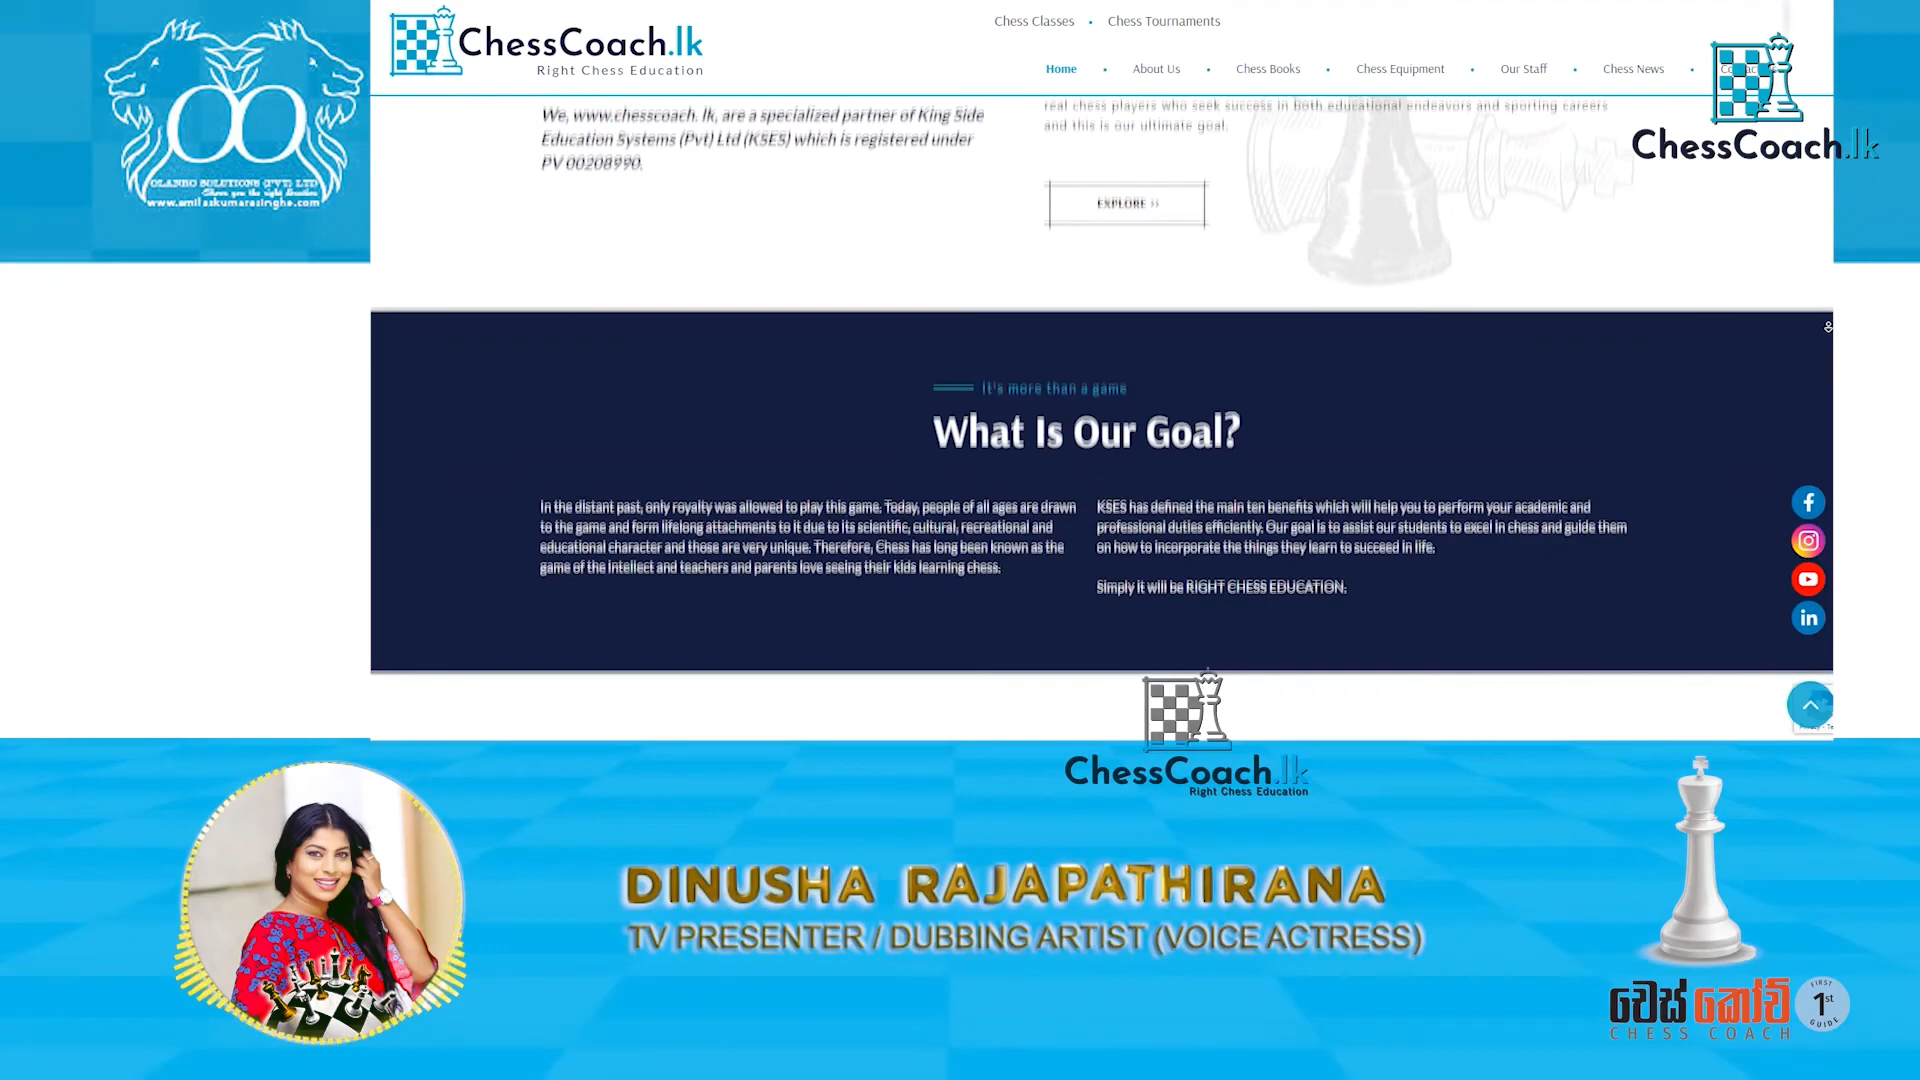 OLANRO SOLUTIONS (PVT) LTD
Shows you the right direction
www.amilaskumarasinghe.com
ChessCoach.lk
Right Chess Education
Chess Classes • Chess Tournaments
Home • About Us • Chess Books • Chess Equipment • Our Staff • Chess News •
ChessCoach.lk
We, www.chesscoach. lk, are a specialized partner of King Side
Education Systems (Pvt) Ltd (KSES) which is registered under
PV 00208990.
real chess players who seek success in both educational endeavors and sporting careers
and this is our ultimate goal.
EXPLORE >>
It's more than a game
What Is Our Goal?
In the distant past, only royalty was allowed to play this game. Today, people of all ages are drawn
to the game and form lifelong attachments to it due to its scientific, cultural, recreational and
educational character and those are very unique. Therefore, Chess has long been known as the
game of the intellect and teachers and parents love seeing their kids learning chess.
KSES has defined the main ten benefits which will help you to perform your academic and
professional duties efficiently. Our goal is to assist our students to excel in chess and guide them
on how to incorporate the things they learn to succeed in life.
Simply it will be RIGHT CHESS EDUCATION.
ChessCoach.lk
Right Chess Education
DINUSHA RAJAPATHIRANA
TV PRESENTER / DUBBING ARTIST (VOICE ACTRESS)
චෙස් කෝච්
CHESS COACH
FIRST
1st
GUIDE